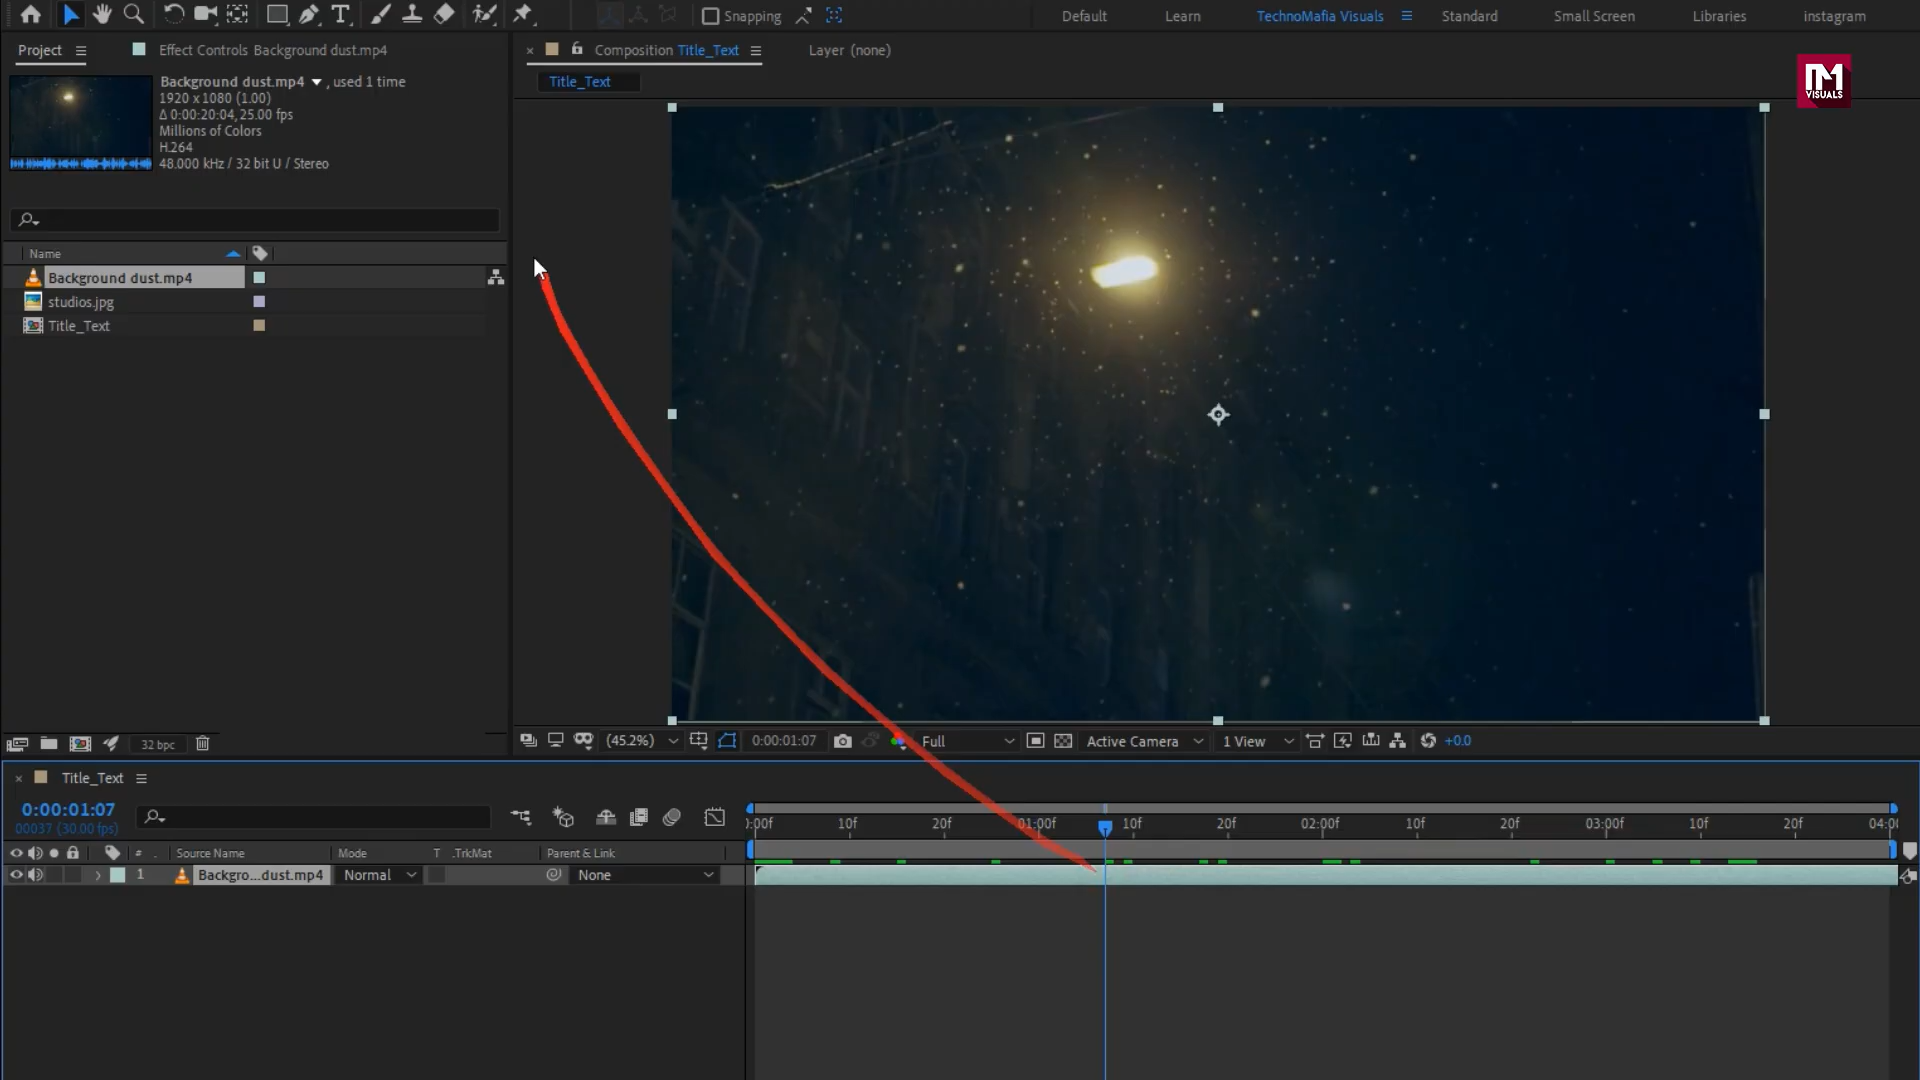 Snapping
Default
Learn
TechnoMafia Visuals
Standard
Small Screen
Libraries
instagram
Project
Effect Controls Background dust.mp4
Composition Title_Text
Layer (none)
Title_Text
VISUALS
Background dust.mp4 , used 1 time
1920 x 1080 (1.00)
Δ 0:00:20:04, 25.00 fps
Millions of Colors
H.264
48.000 kHz / 32 bit U / Stereo
Name
Background dust.mp4
studios.jpg
Title_Text
32 bpc
(45.2%)
0:00:01:07
Full
Active Camera
1 View
+0.0
Title_Text
0:00:01:07
00037 (30.00 fps)
):00f 10f 20f 01:00f 10f 20f 02:00f 10f 20f 03:00f 10f 20f 04:00
# . Source Name Mode T .TrkMat Parent & Link
1 Backgro...dust.mp4 Normal None